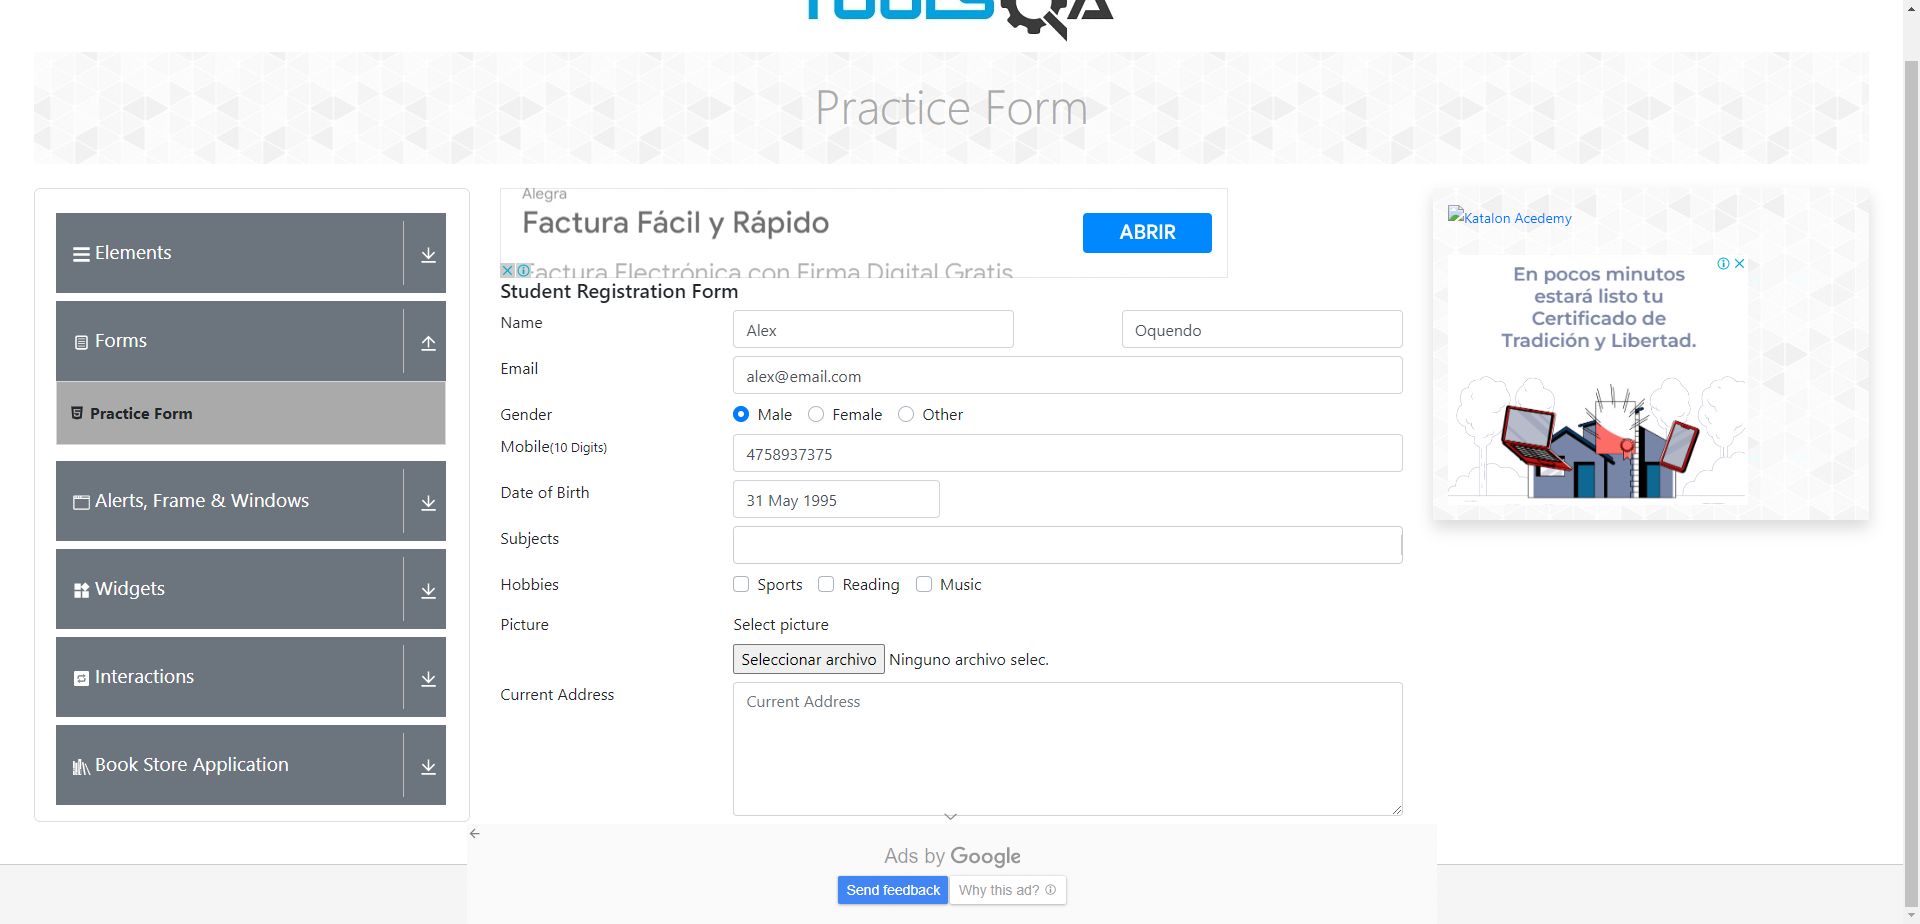 TOOLSQA
Practice Form
Elements
Forms
Practice Form
Alerts, Frame & Windows
Widgets
Interactions
Book Store Application
Alegra
Factura Fácil y Rápido
ABRIR
Factura Electrónica con Firma Digital Gratis
Student Registration Form
Name
Alex
Oquendo
Email
alex@email.com
Gender
Male Female Other
Mobile(10 Digits)
4758937375
Date of Birth
31 May 1995
Subjects
Hobbies
Sports Reading Music
Picture
Select picture
Seleccionar archivo Ninguno archivo selec.
Current Address
Current Address
Katalon Acedemy
En pocos minutos
estará listo tu
Certificado de
Tradición y Libertad.
Ads by Google
Send feedback
Why this ad?